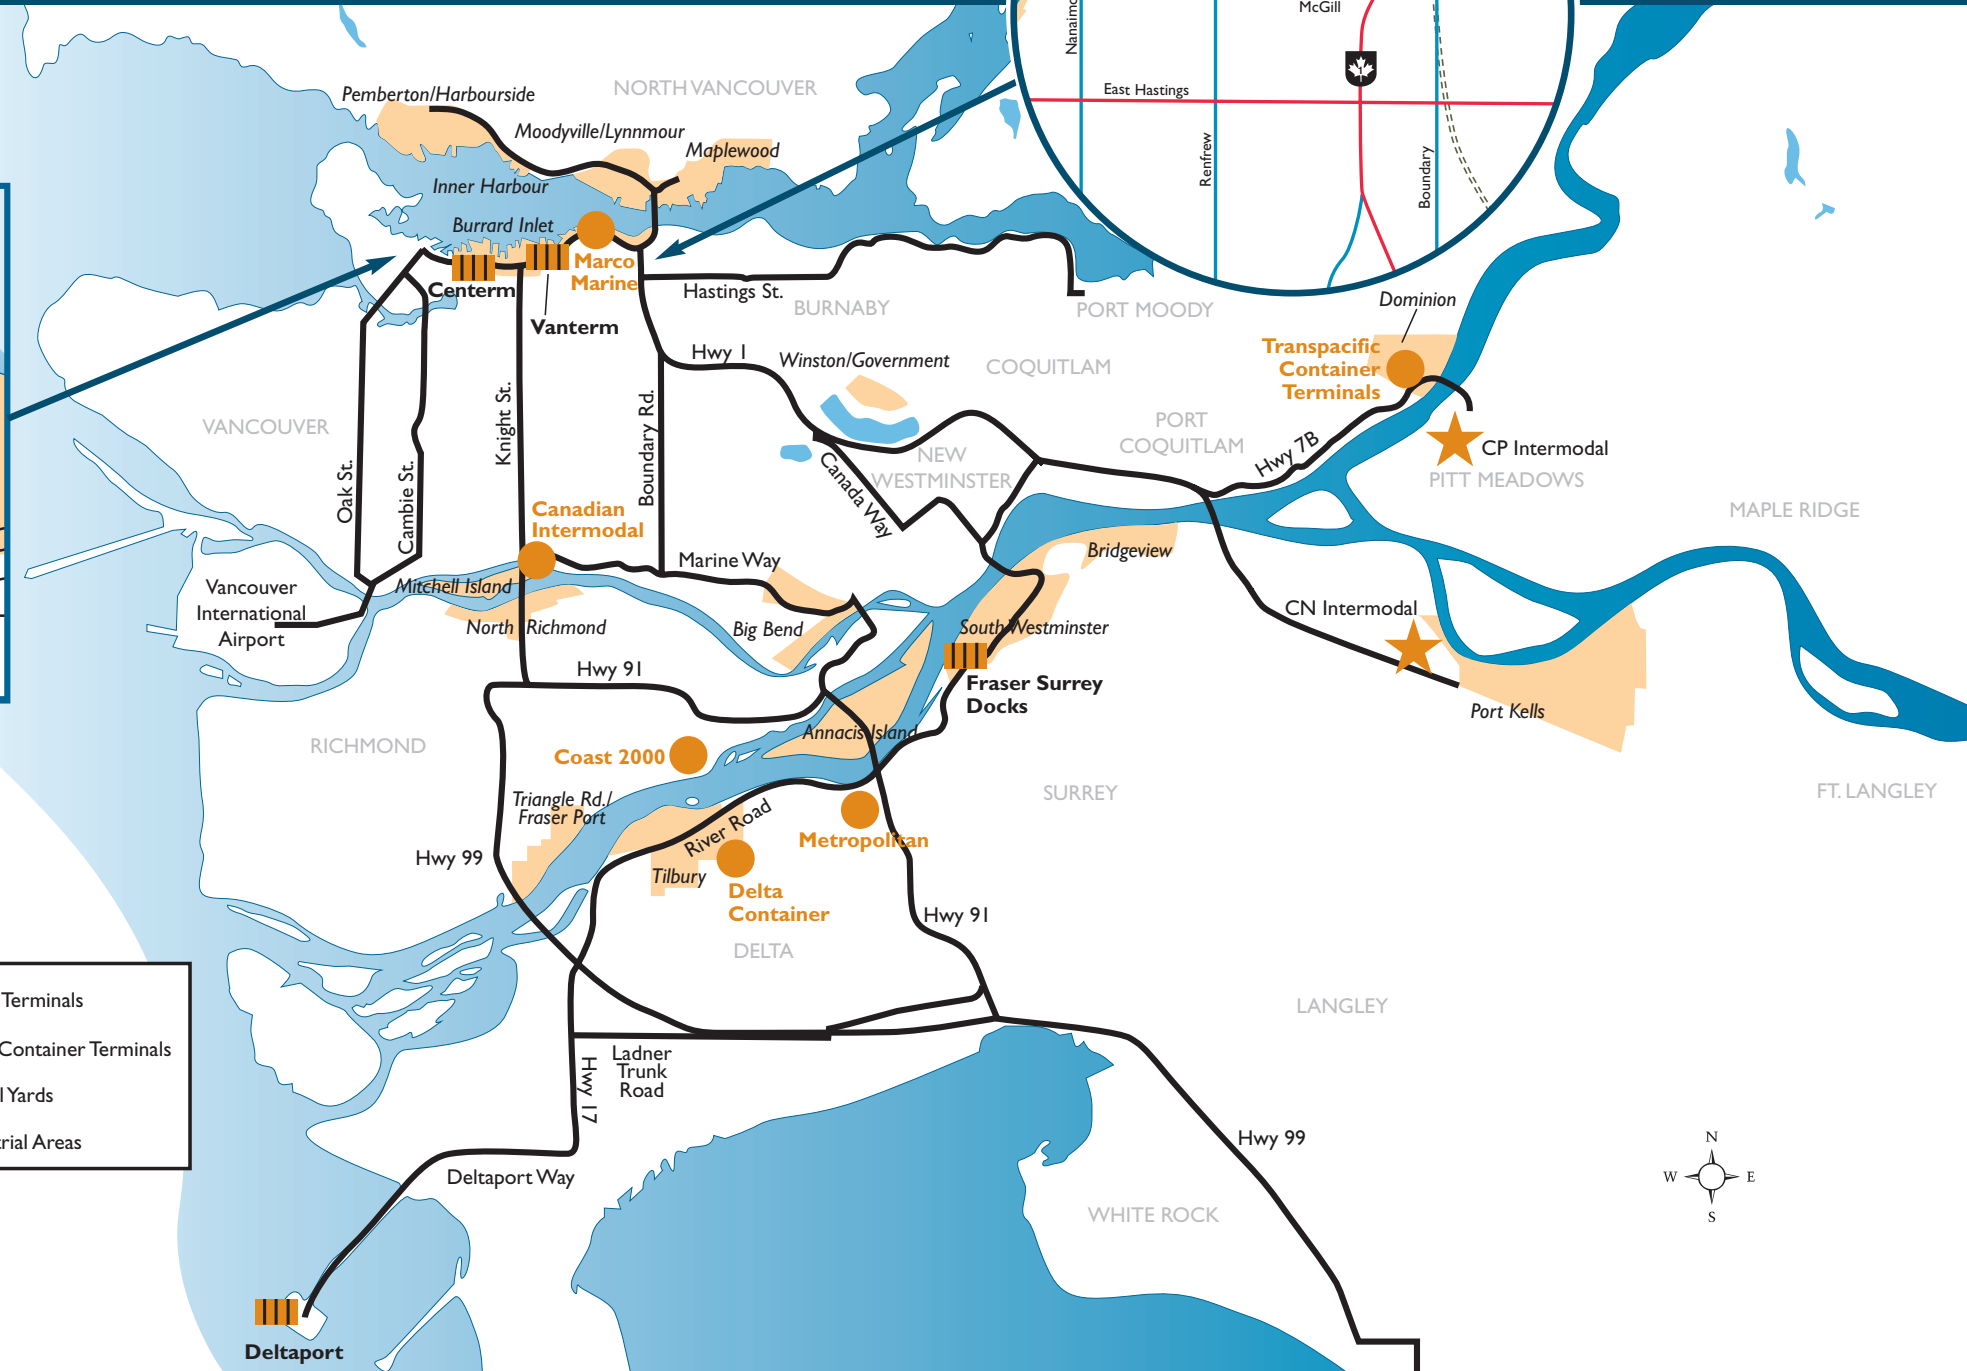 McGill
Nanaimo
East Hastings
Renfrew
Boundary
NORTH VANCOUVER
Pemberton/Harbourside
Moodyville/Lynnmour
Maplewood
Inner Harbour
Burrard Inlet
Marco
Marine
Centerm
Vanterm
Hastings St.
BURNABY
PORT MOODY
Dominion
Transpacific
Container
Terminals
Hwy 1
Winston/Government
COQUITLAM
PORT
COQUITLAM
VANCOUVER
Oak St.
Cambie St.
Knight St.
Boundary Rd.
Canada Way
NEW
WESTMINSTER
Hwy 7B
CP Intermodal
PITT MEADOWS
MAPLE RIDGE
Canadian
Intermodal
Marine Way
Bridgeview
Vancouver
International
Airport
Mitchell Island
North Richmond
Big Bend
South Westminster
CN Intermodal
Hwy 91
Fraser Surrey
Docks
Port Kells
RICHMOND
Annacis Island
Coast 2000
SURREY
FT. LANGLEY
Triangle Rd./
Fraser Port
River Road
Metropolitan
Hwy 99
Tilbury
Delta
Container
Hwy 91
DELTA
LANGLEY
Terminals
Container Terminals
l Yards
trial Areas
Ladner
Trunk
Road
Hwy 17
Hwy 99
Deltaport Way
WHITE ROCK
N
W
E
S
Deltaport